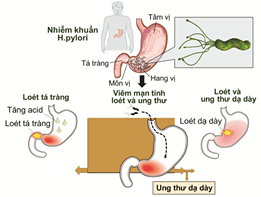 Nhiễm khuẩn
H.pylori
Tâm vị
Tá tràng
Môn vị
Hang vị
Viêm mạn tính
loét và ung thư
Loét tá tràng
Tăng acid
Loét tá tràng
Loét và
ung thư dạ dày
Loét dạ dày
Ung thư dạ dày